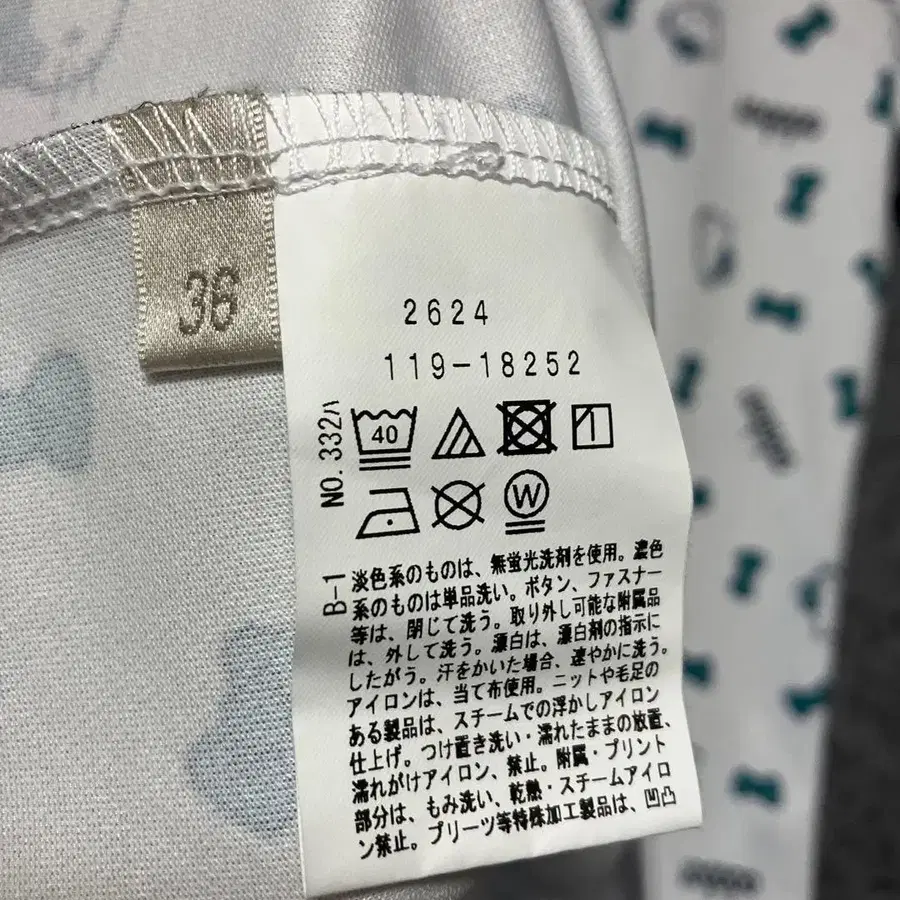 36
2624
119-18252
NO. 332ハ
40
W
B-1
淡色系のものは、無蛍光洗剤を使用。濃色
系のものは単品洗い。ボタン、ファスナー
等は、閉じて洗う。取り外し可能な附属品
は、外して洗う。漂白は、漂白剤の指示に
したがう。汗をかいた場合、速やかに洗う。
アイロンは、当て布使用。ニットや毛足の
ある製品は、スチームでの浮かしアイロン
仕上げ。つけ置き洗い・濡れたままの放置、
濡れがけアイロン、禁止。附属・プリント
部分は、もみ洗い、乾熱・スチームアイロ
ン禁止。プリーツ等特殊加工製品は、凹凸